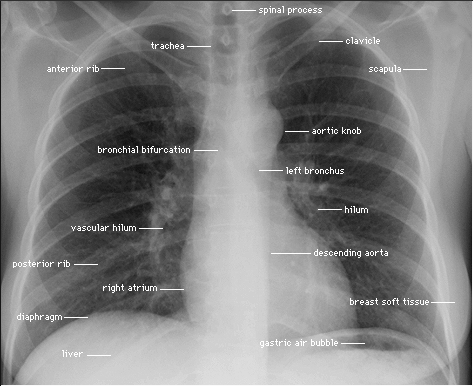 spinal process
clavicle
trachea
anterior rib
scapula
aortic knob
bronchial bifurcation
left bronchus
hilum
vascular hilum
descending aorta
posterior rib
right atrium
breast soft tissue
diaphragm
gastric air bubble
liver